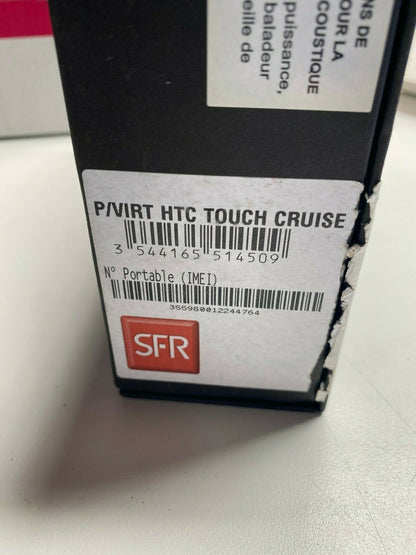 NS DE
OUR LA
COUSTIQUE
puissance,
baladeur
eille de
P/VIRT HTC TOUCH CRUISE
3 544165 514509
N° Portable (IMEI)
355980012244764
SFR